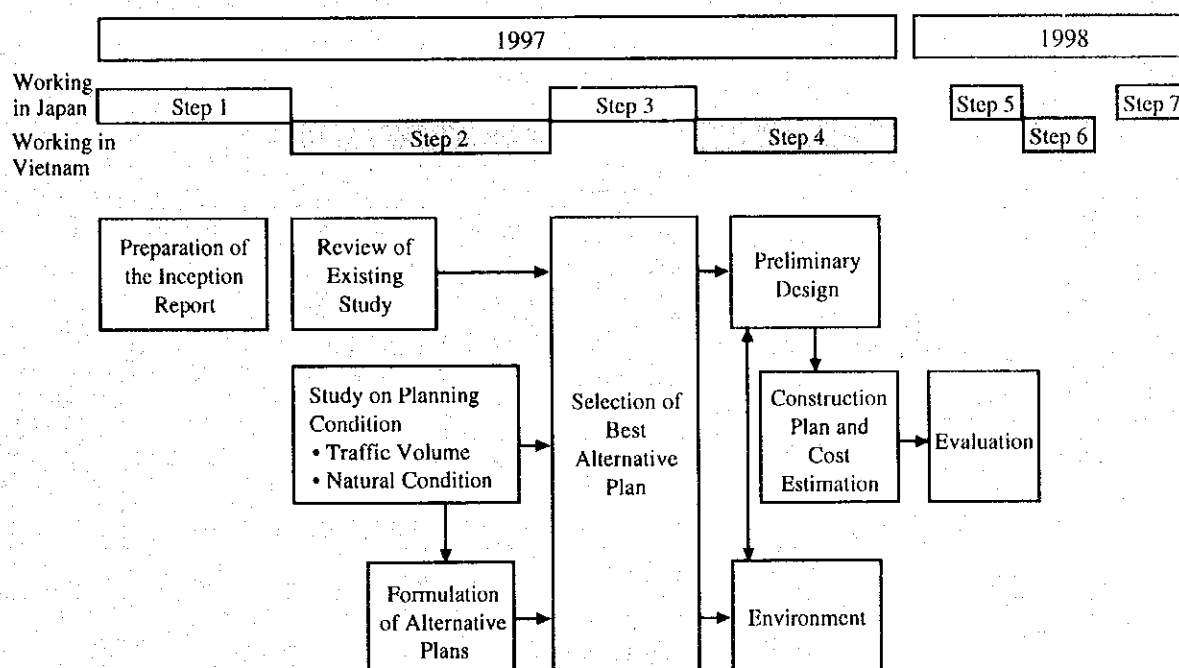 1997
1998
Working
in Japan
Step 1
Step 3
Step 5
Step 7
Working in
Vietnam
Step 2
Step 4
Step 6
Preparation of
the Inception
Report
Review of
Existing
Study
Preliminary
Design
Study on Planning
Condition
• Traffic Volume
• Natural Condition
Selection of
Best
Alternative
Plan
Construction
Plan and
Cost
Estimation
Evaluation
Formulation
of Alternative
Plans
Environment